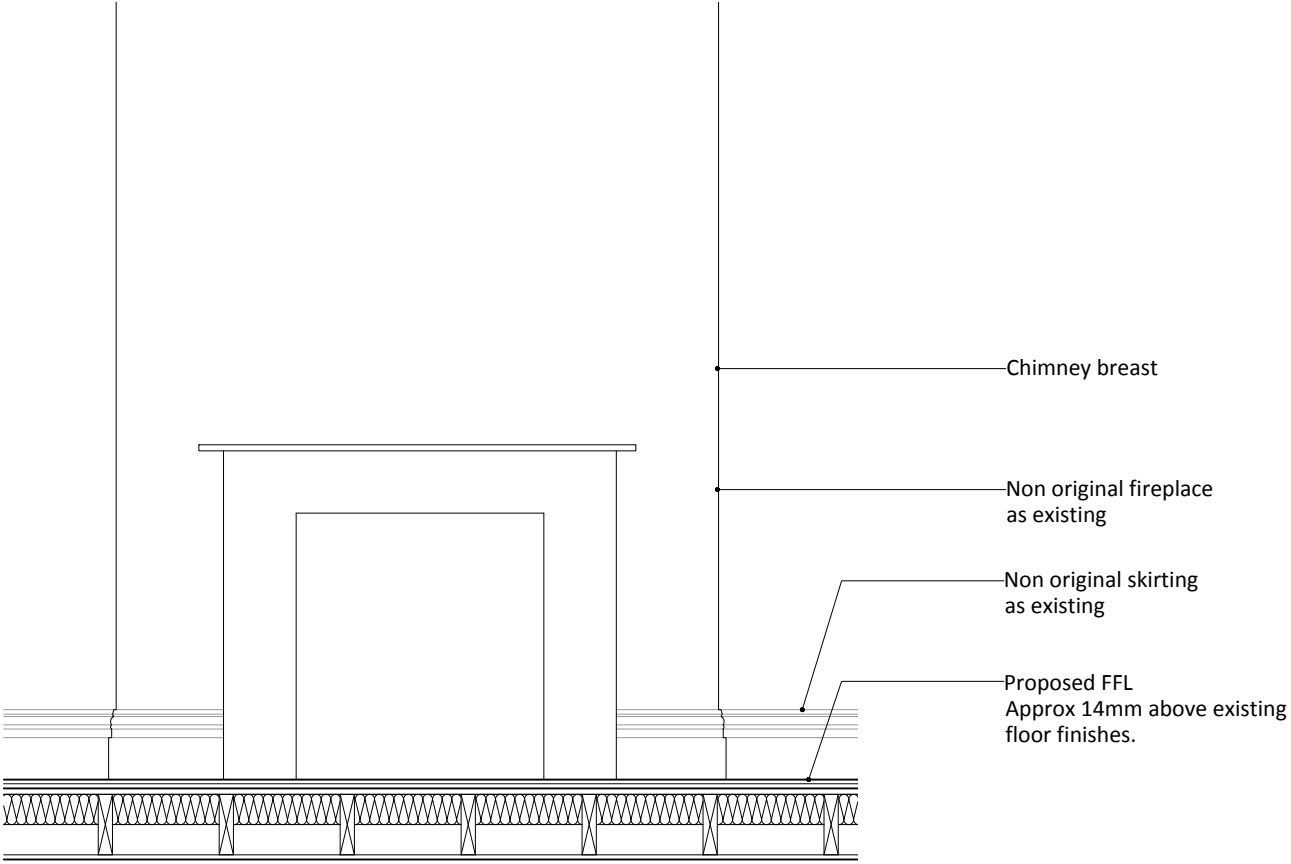 Chimney breast
Non original fireplace
as existing
Non original skirting
as existing
Proposed FFL
Approx 14mm above existing
floor finishes.